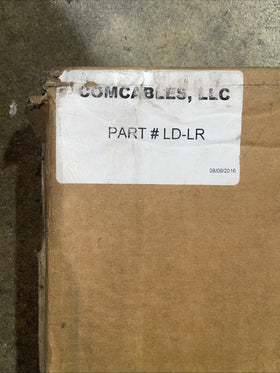 COMCABLES, LLC
PART # LD-LR
08/09/2016